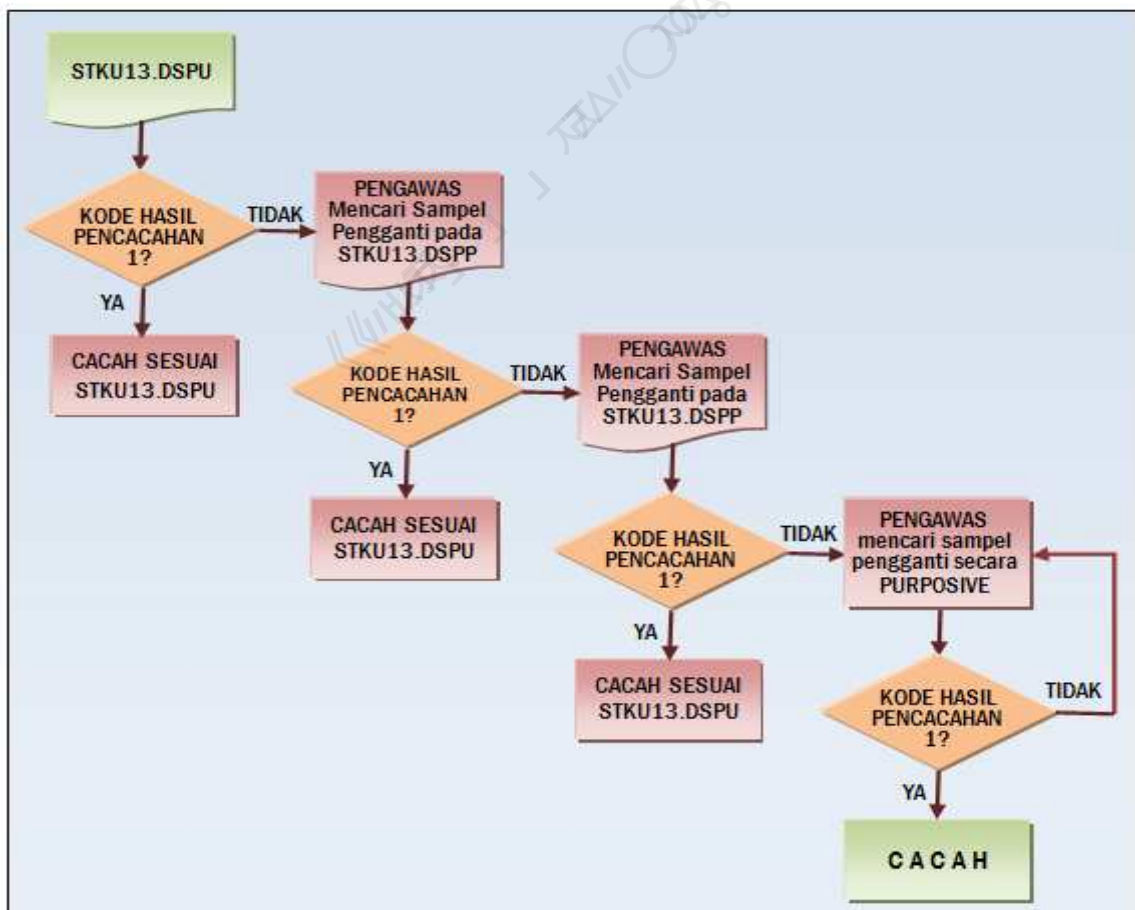 STKU13.DSPU
KODE HASIL
PENCACAHAN
1?
TIDAK
YA
CACAH SESUAI
STKU13.DSPU
PENGAWAS
Mencari Sampel
Pengganti pada
STKU13.DSPP
KODE HASIL
PENCACAHAN
1?
TIDAK
YA
CACAH SESUAI
STKU13.DSPU
PENGAWAS
Mencari Sampel
Pengganti pada
STKU13.DSPP
KODE HASIL
PENCACAHAN
1?
TIDAK
YA
CACAH SESUAI
STKU13.DSPU
PENGAWAS
mencari sampel
pengganti secara
PURPOSIVE
KODE HASIL
PENCACAHAN
1?
TIDAK
YA
C A C A H